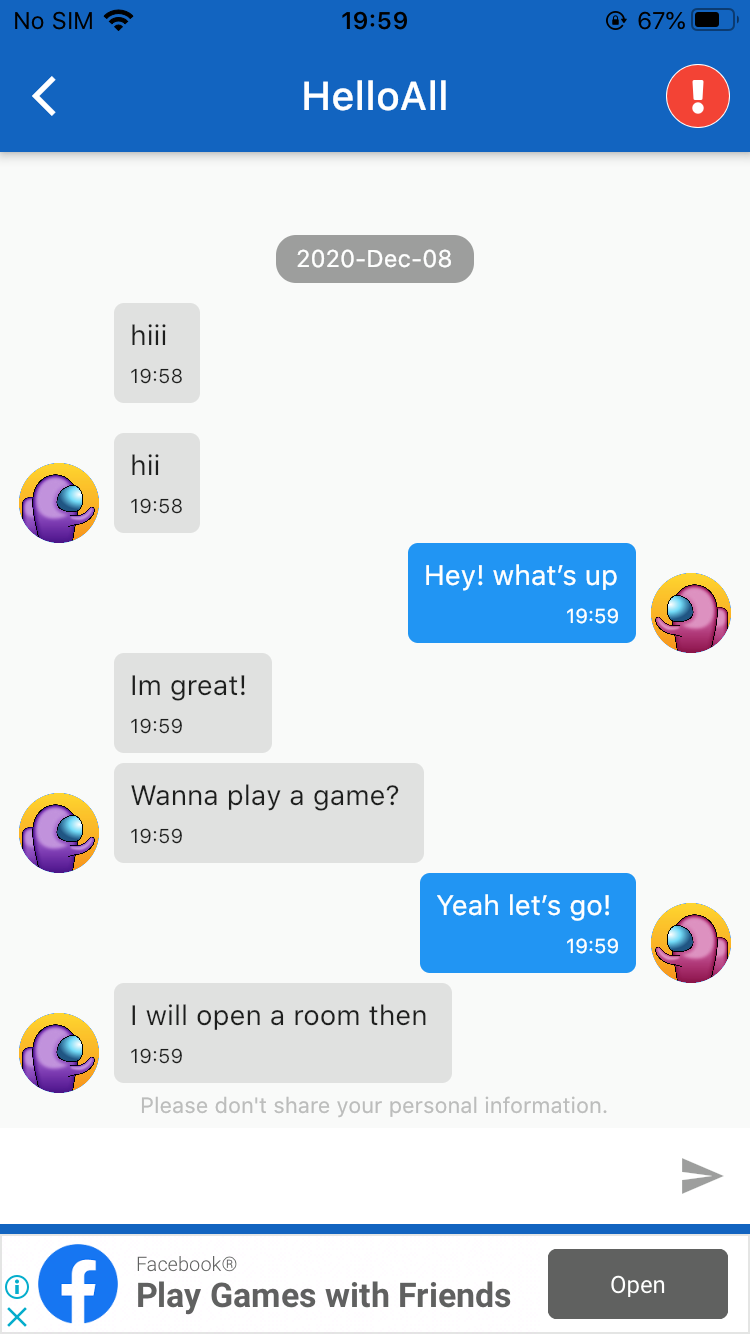 No SIM 19:59 67%
HelloAll
2020-Dec-08
hiii
19:58
hii
19:58
Hey! what’s up
19:59
Im great!
19:59
Wanna play a game?
19:59
Yeah let’s go!
19:59
I will open a room then
19:59
Please don't share your personal information.
Facebook®
Play Games with Friends
Open